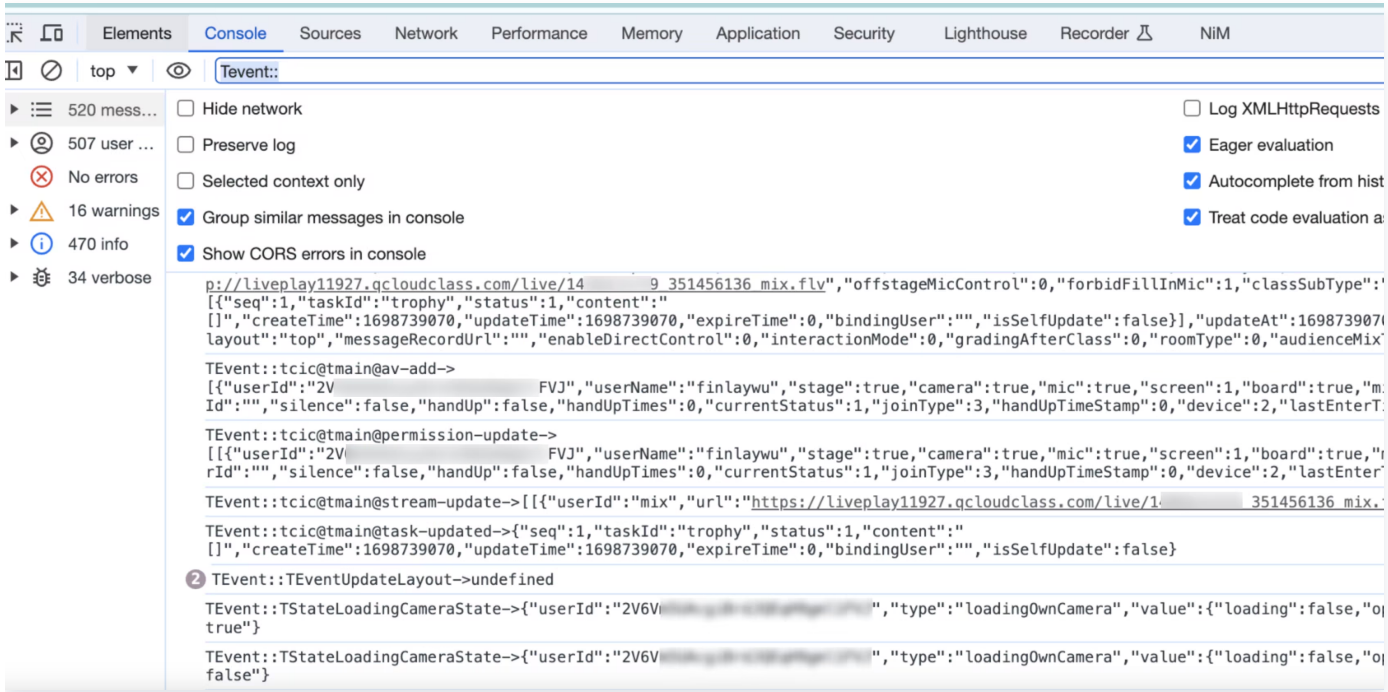 Elements Console Sources Network Performance Memory Application Security Lighthouse Recorder NiM
top Tevent::
520 mess…
507 user …
No errors
16 warnings
470 info
34 verbose
Hide network
Preserve log
Selected context only
Group similar messages in console
Show CORS errors in console
Log XMLHttpRequests
Eager evaluation
Autocomplete from hist
Treat code evaluation a
p://liveplay11927.qcloudclass.com/live/14 9_351456136_mix.flv","offstageMicControl":0,"forbidFillInMic":1,"classSubType":"
[{"seq":1,"taskId":"trophy","status":1,"content":"
[]","createTime":1698739070,"updateTime":1698739070,"expireTime":0,"bindingUser":"","isSelfUpdate":false}],"updateAt":1698739070
layout":"top","messageRecordUrl":"","enableDirectControl":0,"interactionMode":0,"gradingAfterClass":0,"roomType":0,"audienceMixT
TEvent::tcic@tmain@av-add->
[{"userId":"2V FVJ","userName":"finlaywu","stage":true,"camera":true,"mic":true,"screen":1,"board":true,"mi
Id":"","silence":false,"handUp":false,"handUpTimes":0,"currentStatus":1,"joinType":3,"handUpTimeStamp":0,"device":2,"lastEnterTi
TEvent::tcic@tmain@permission-update->
[[{"userId":"2V FVJ","userName":"finlaywu","stage":true,"camera":true,"mic":true,"screen":1,"board":true,"
rId":"","silence":false,"handUp":false,"handUpTimes":0,"currentStatus":1,"joinType":3,"handUpTimeStamp":0,"device":2,"lastEnterT
TEvent::tcic@tmain@stream-update->[[{"userId":"mix","url":"https://liveplay11927.qcloudclass.com/live/14 _351456136_mix.
TEvent::tcic@tmain@task-updated->{"seq":1,"taskId":"trophy","status":1,"content":"
[]","createTime":1698739070,"updateTime":1698739070,"expireTime":0,"bindingUser":"","isSelfUpdate":false}
2 TEvent::TEventUpdateLayout->undefined
TEvent::TStateLoadingCameraState->{"userId":"2V6V ","type":"loadingOwnCamera","value":{"loading":false,"op
true"}
TEvent::TStateLoadingCameraState->{"userId":"2V6V ","type":"loadingOwnCamera","value":{"loading":false,"op
false"}